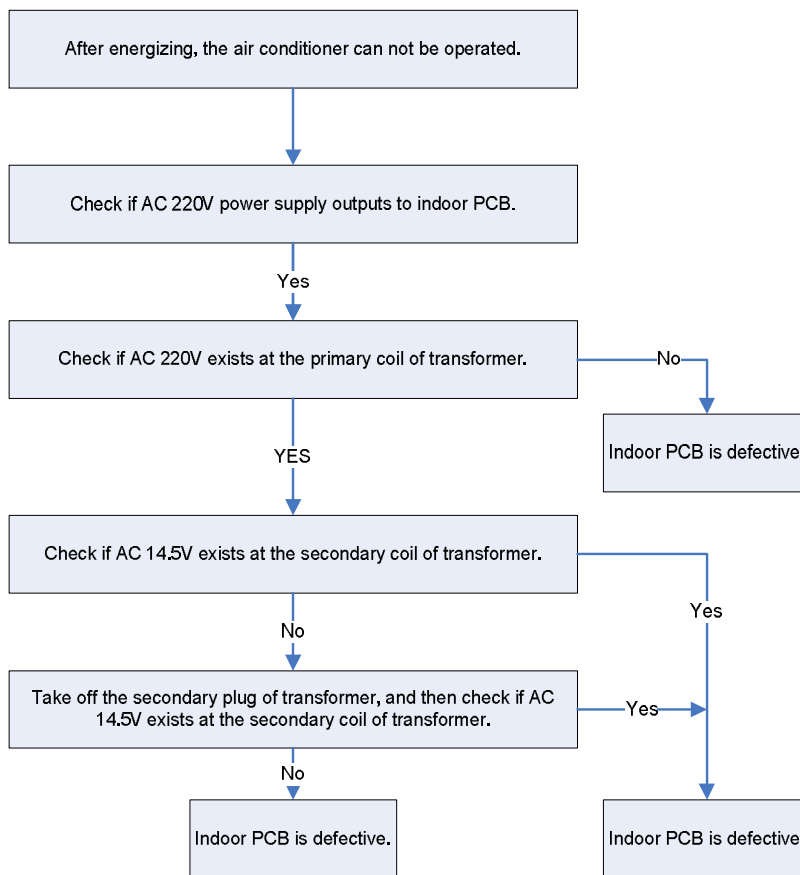 After energizing, the air conditioner can not be operated.
Check if AC 220V power supply outputs to indoor PCB.
Yes
Check if AC 220V exists at the primary coil of transformer.
No
Indoor PCB is defective
YES
Check if AC 14.5V exists at the secondary coil of transformer.
Yes
No
Take off the secondary plug of transformer, and then check if AC
14.5V exists at the secondary coil of transformer.
Yes
No
Indoor PCB is defective.
Indoor PCB is defective